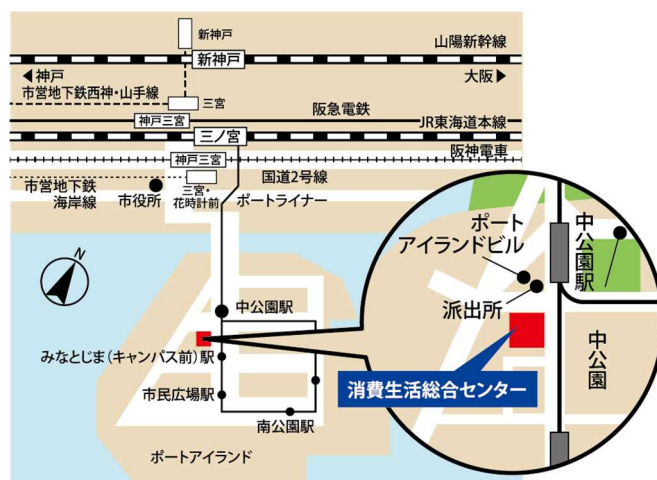 新神戸
山陽新幹線
新神戸
神戸
大阪
市営地下鉄西神・山手線
三宮
阪急電鉄
神戸三宮
JR東海道本線
三ノ宮
神戸三宮
阪神電車
国道2号線
市営地下鉄
海岸線
市役所
三宮・
花時計前
ポートライナー
N
ポート
アイランドビル
中公園駅
派出所
中公園駅
中公園
みなとじま（キャンパス前）駅
消費生活総合センター
市民広場駅
南公園駅
ポートアイランド